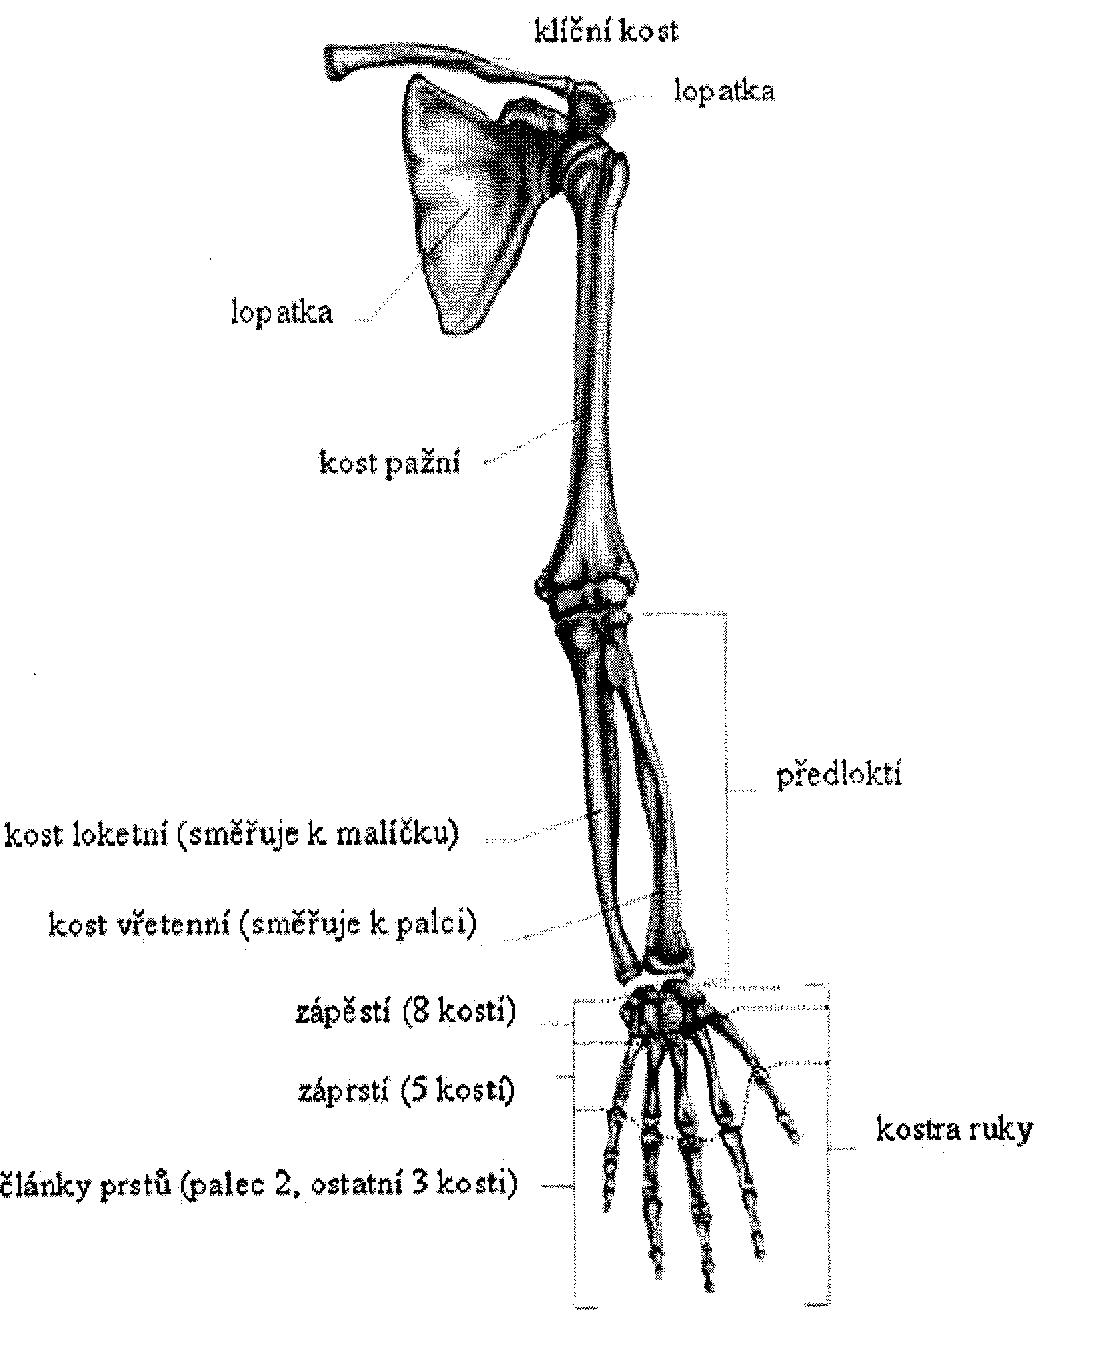 klíční kost
lopatka
lopatka
kost pažní
předloktí
kost loketní (směřuje k malíčku)
kost vřetenní (směřuje k palci)
zápěstí (8 kostí)
záprstí (5 kostí)
kostra ruky
články prstů (palec 2, ostatní 3 kosti)